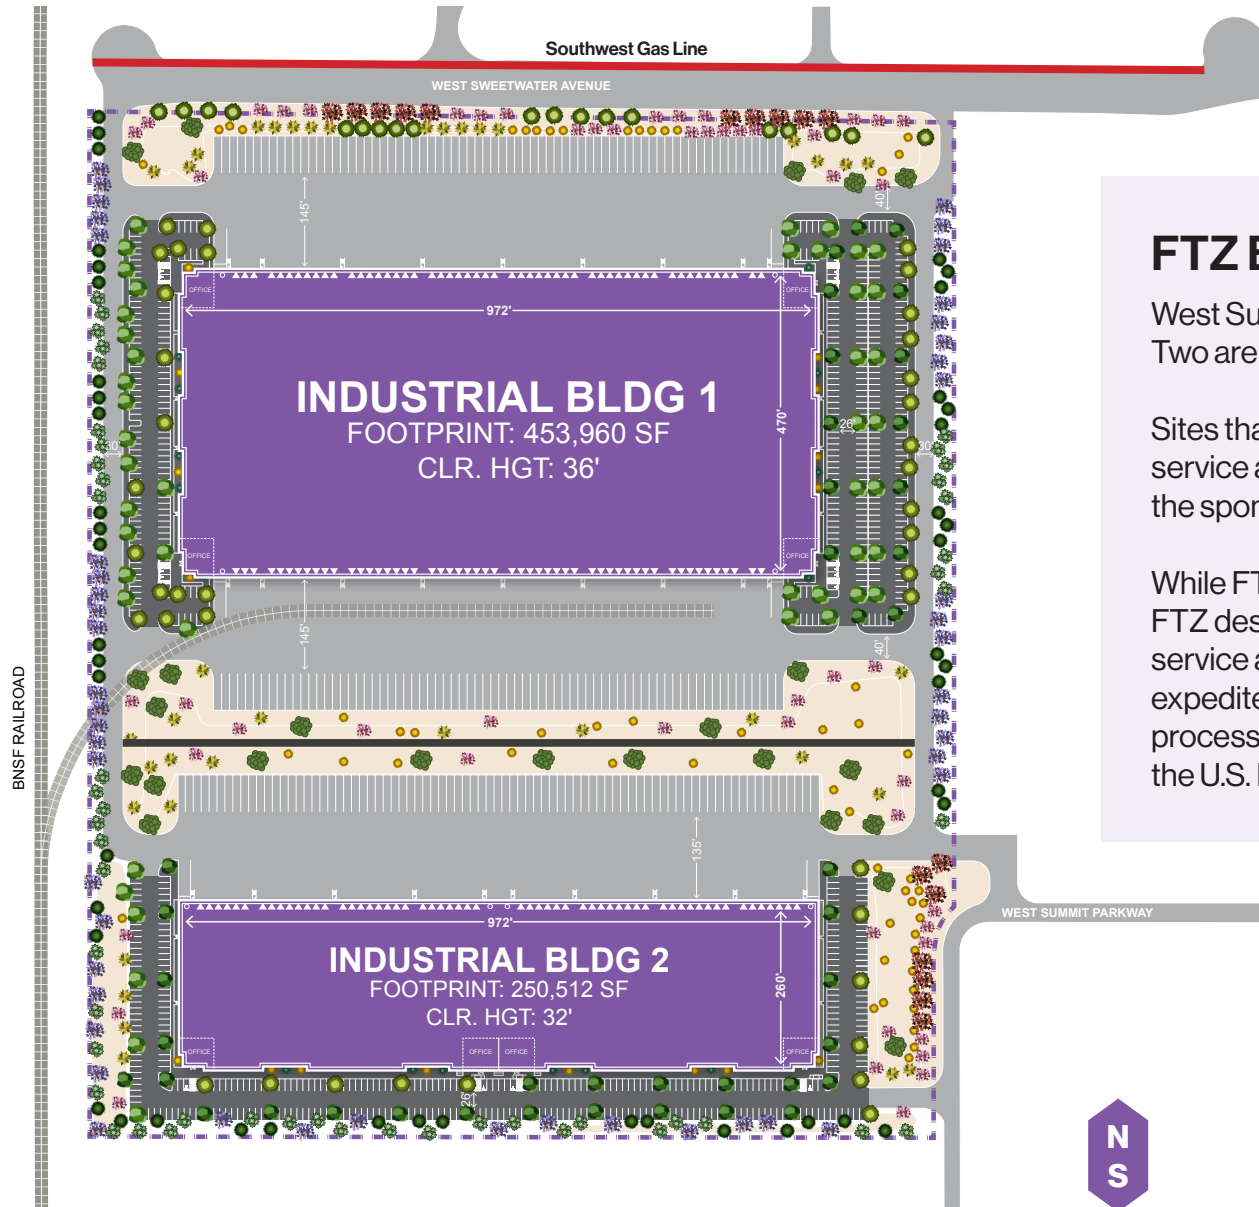 Southwest Gas Line
WEST SWEETWATER AVENUE
145'
40'
OFFICE
OFFICE
972'
INDUSTRIAL BLDG 1
FOOTPRINT: 453,960 SF
CLR. HGT: 36'
470'
26'
30'
30'
OFFICE
OFFICE
145'
40'
BNSF RAILROAD
135'
972'
INDUSTRIAL BLDG 2
FOOTPRINT: 250,512 SF
CLR. HGT: 32'
260'
OFFICE
OFFICE
OFFICE
OFFICE
26'
WEST SUMMIT PARKWAY
FTZ
West Su
Two are
Sites tha
service a
the spon
While FT
FTZ des
service a
expedite
process
the U.S.
N
S